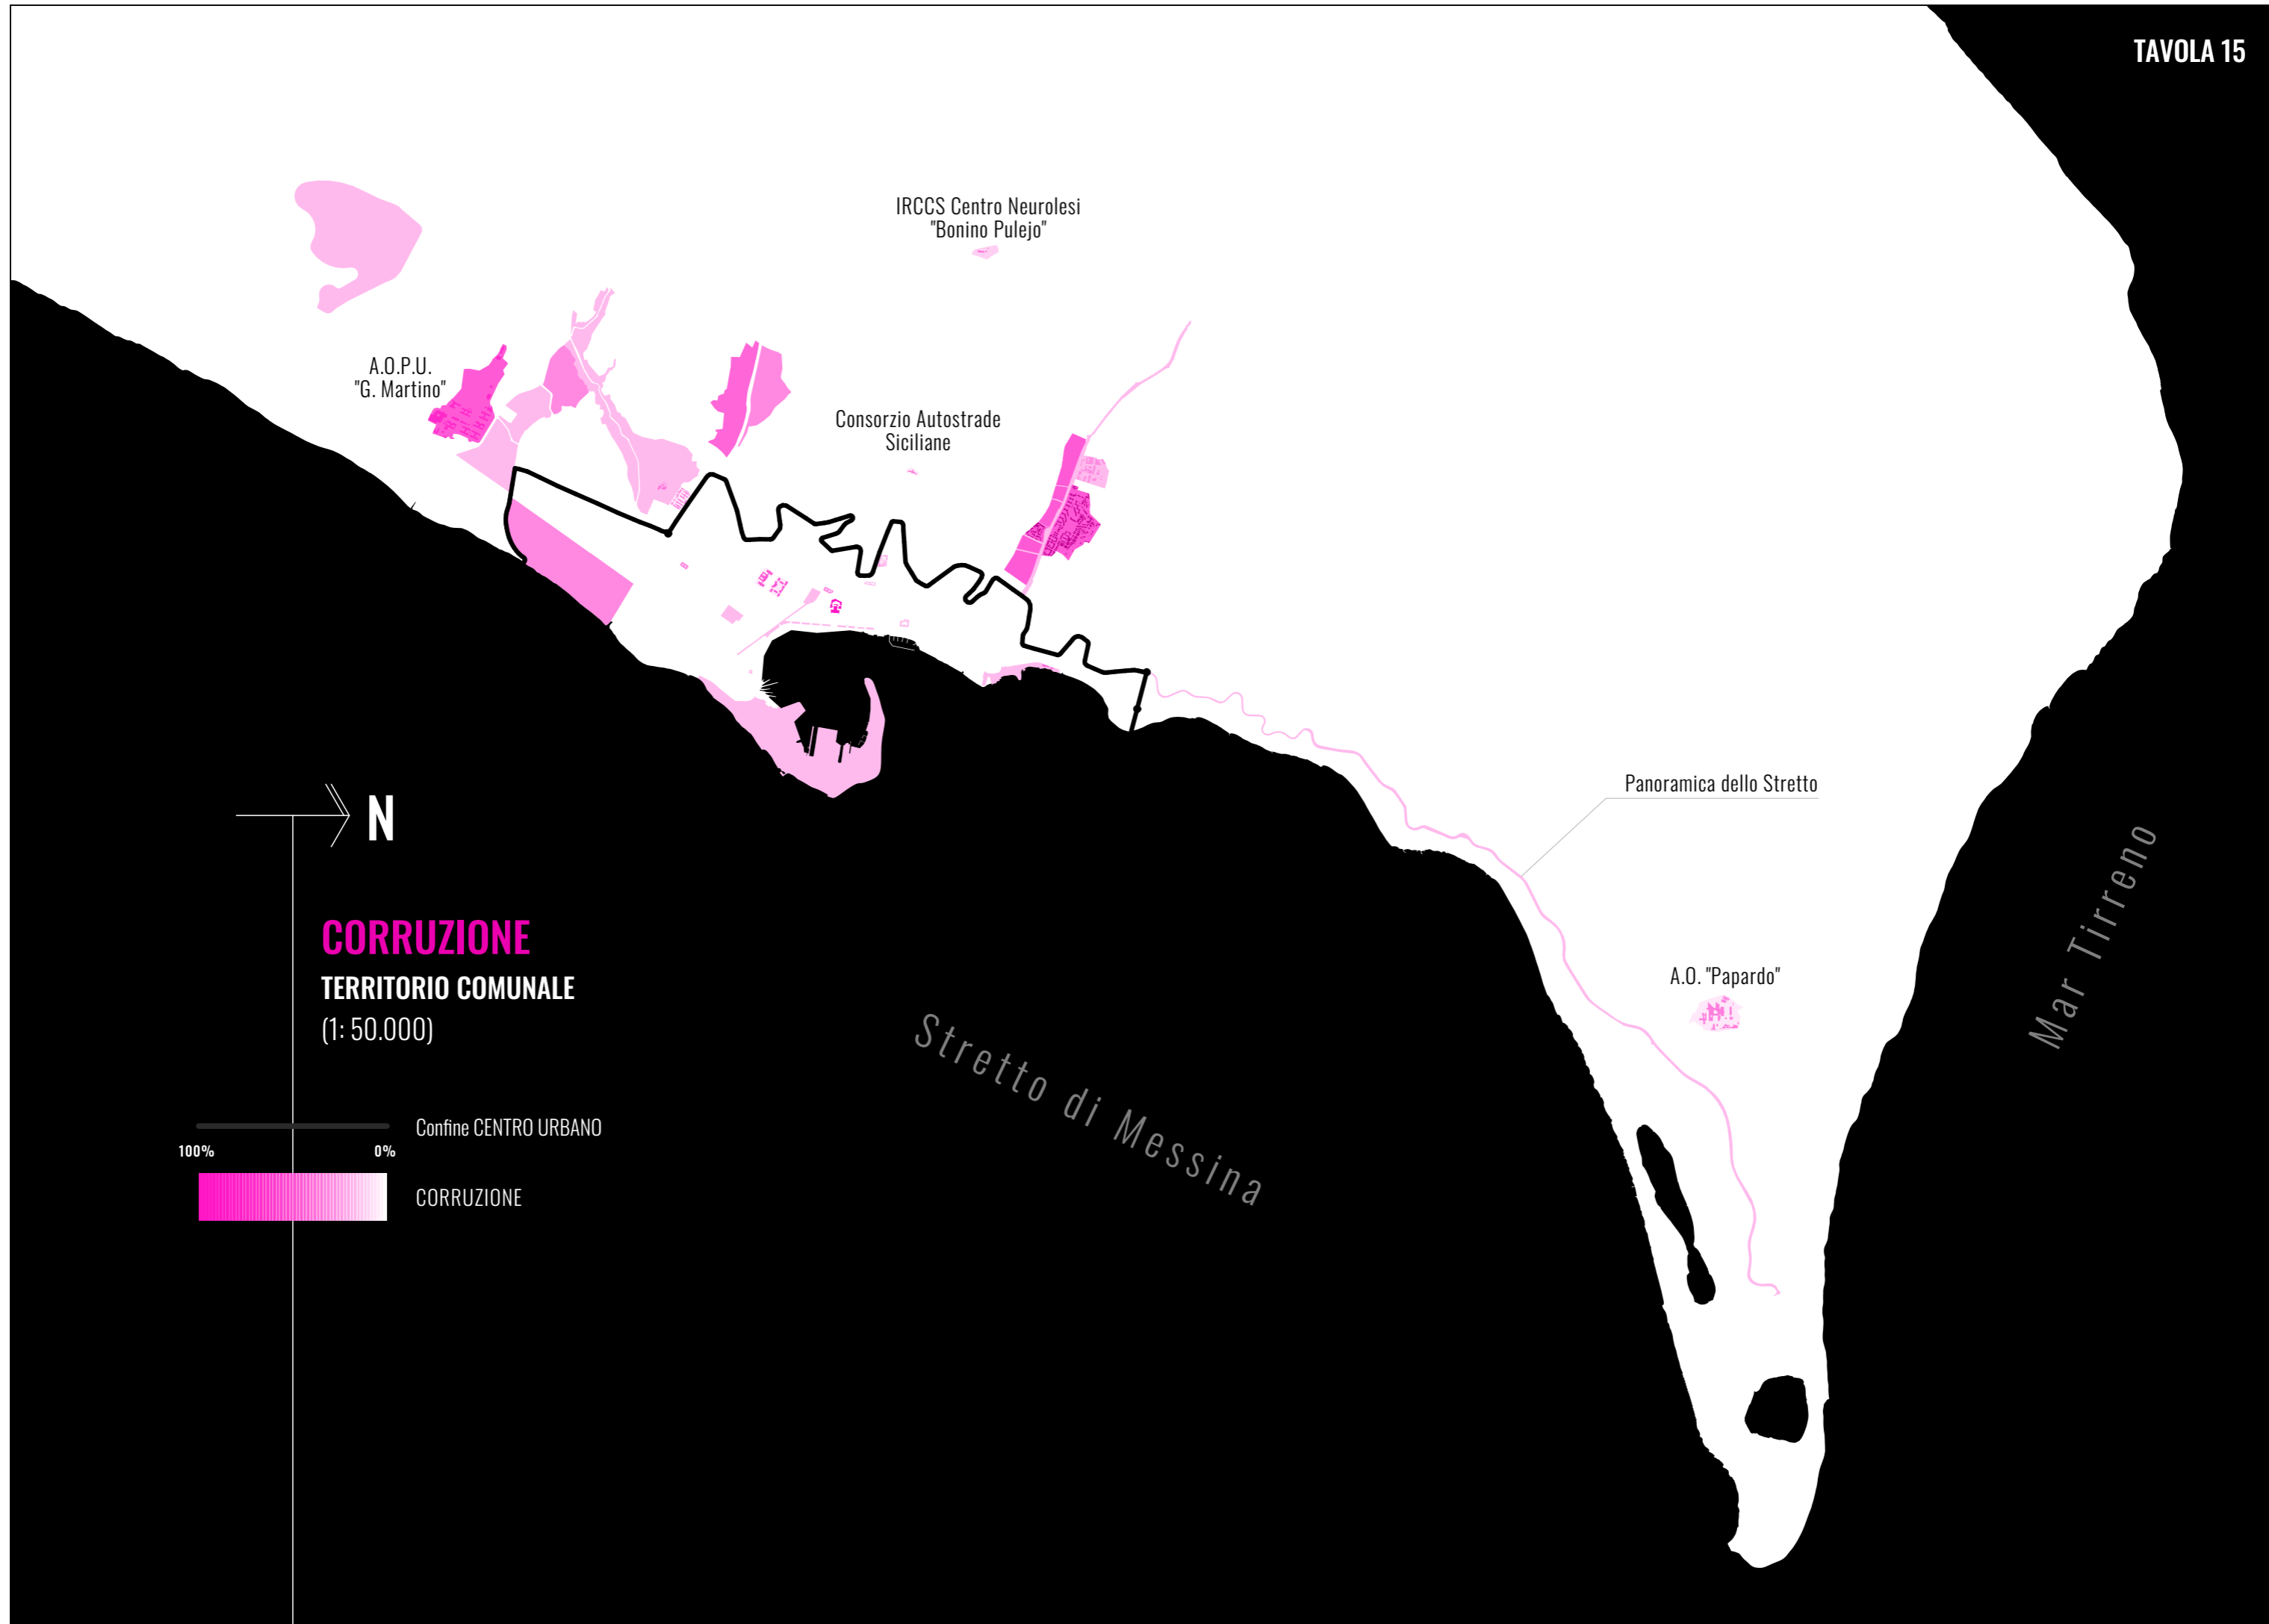 TAVOLA 15
IRCCS Centro Neurolesi
"Bonino Pulejo"
A.O.P.U.
"G. Martino"
Consorzio Autostrade
Siciliane
Panoramica dello Stretto
N
CORRUZIONE
TERRITORIO COMUNALE
(1: 50.000)
A.O. "Papardo"
Mar Tirreno
Stretto di Messina
Confine CENTRO URBANO
100%
0%
CORRUZIONE